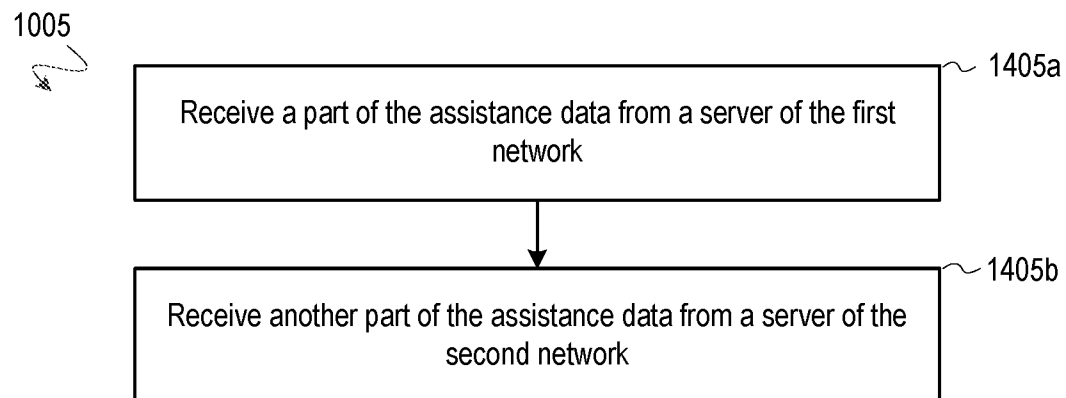 1005
1405a
Receive a part of the assistance data from a server of the first
network
1405b
Receive another part of the assistance data from a server of the
second network